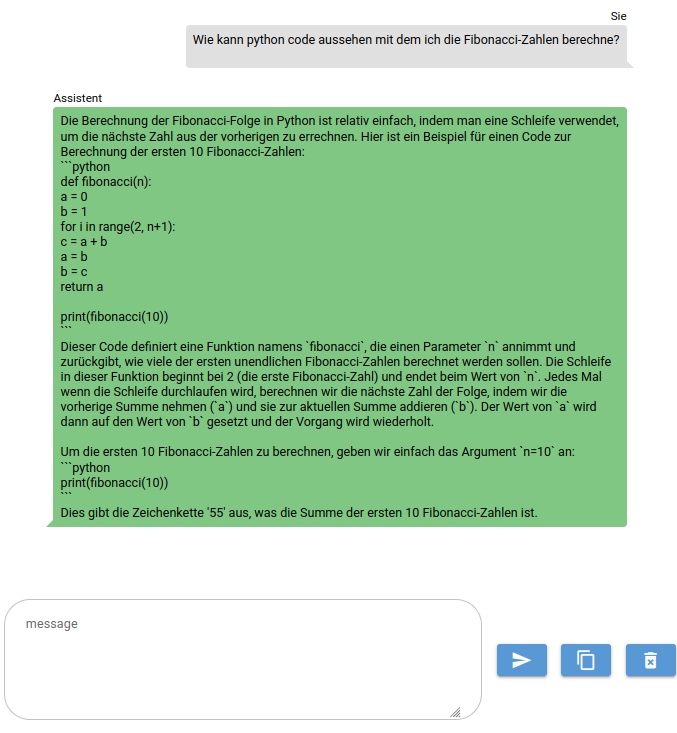 Sie
Wie kann python code aussehen mit dem ich die Fibonacci-Zahlen berechne?
Assistent
Die Berechnung der Fibonacci-Folge in Python ist relativ einfach, indem man eine Schleife verwendet,
um die nächste Zahl aus der vorherigen zu errechnen. Hier ist ein Beispiel für einen Code zur
Berechnung der ersten 10 Fibonacci-Zahlen:
```python
def fibonacci(n):
a = 0
b = 1
for i in range(2, n+1):
c = a + b
a = b
b = c
return a

print(fibonacci(10))
```
Dieser Code definiert eine Funktion namens `fibonacci`, die einen Parameter `n` annimmt und
zurückgibt, wie viele der ersten unendlichen Fibonacci-Zahlen berechnet werden sollen. Die Schleife
in dieser Funktion beginnt bei 2 (die erste Fibonacci-Zahl) und endet beim Wert von `n`. Jedes Mal
wenn die Schleife durchlaufen wird, berechnen wir die nächste Zahl der Folge, indem wir die
vorherige Summe nehmen (`a`) und sie zur aktuellen Summe addieren (`b`). Der Wert von `a` wird
dann auf den Wert von `b` gesetzt und der Vorgang wird wiederholt.

Um die ersten 10 Fibonacci-Zahlen zu berechnen, geben wir einfach das Argument `n=10` an:
```python
print(fibonacci(10))
```
Dies gibt die Zeichenkette '55' aus, was die Summe der ersten 10 Fibonacci-Zahlen ist.
message